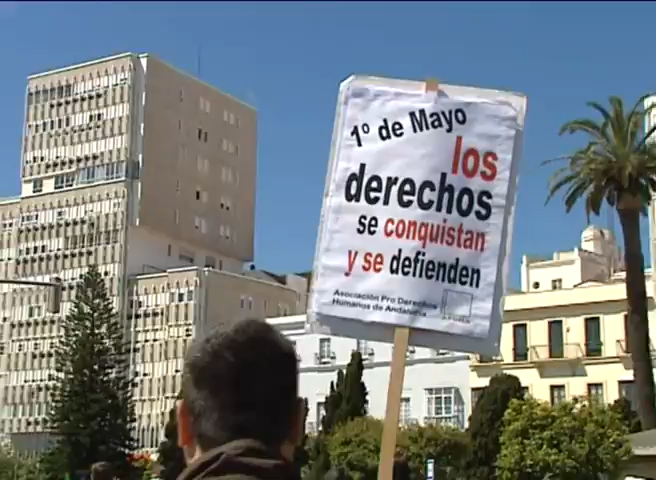 1º de Mayo
los
derechos
se conquistan
y se defienden
Asociación Pro Derechos
Humanos de Andalucía